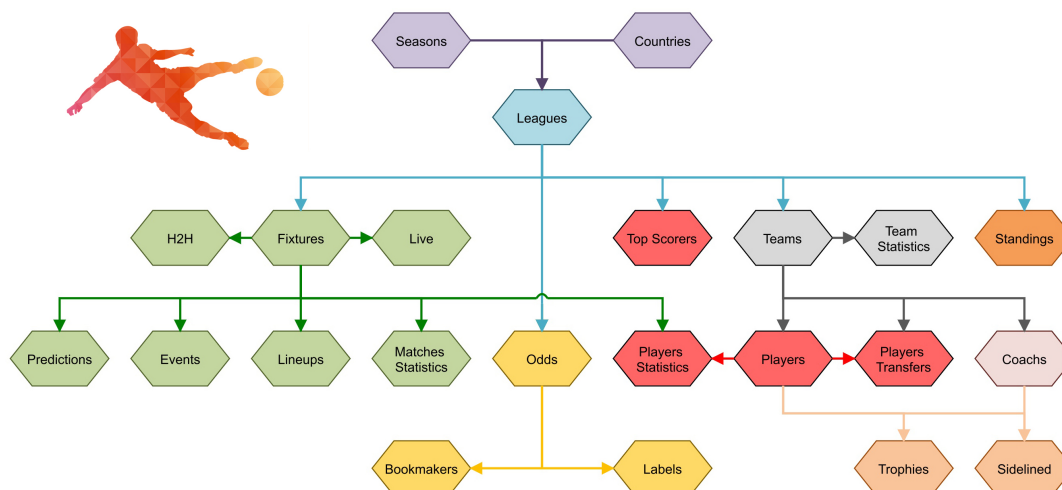 Seasons
Countries
Leagues
H2H
Fixtures
Live
Top Scorers
Teams
Team
Statistics
Standings
Predictions
Events
Lineups
Matches
Statistics
Odds
Players
Statistics
Players
Players
Transfers
Coachs
Bookmakers
Labels
Trophies
Sidelined